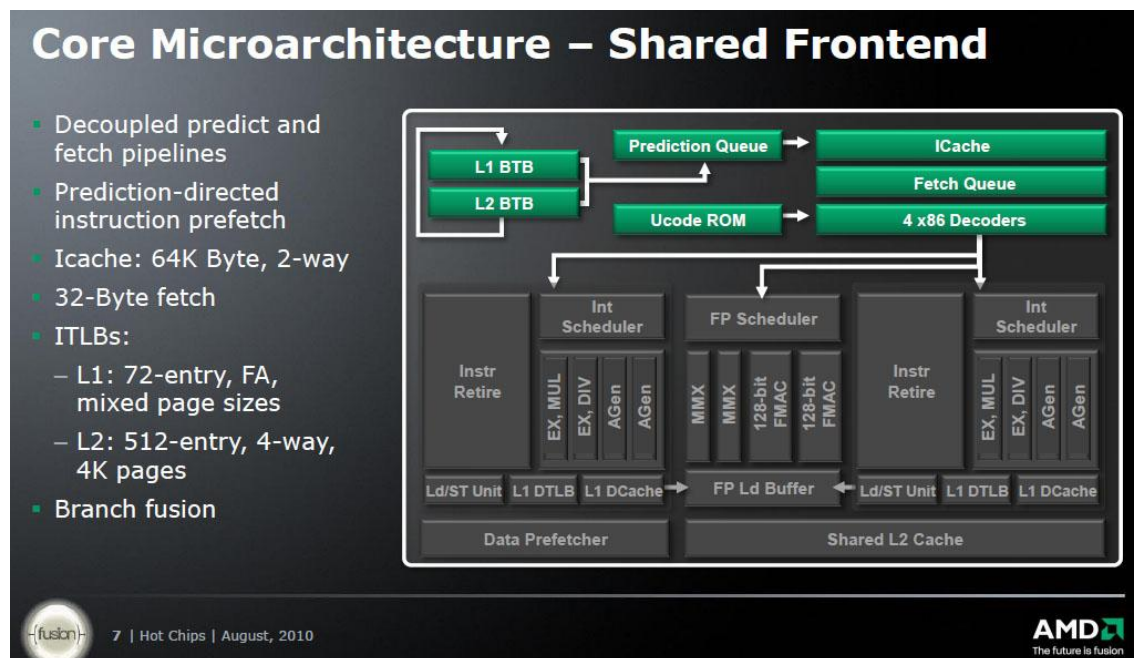 Core Microarchitecture – Shared Frontend
▪ Decoupled predict and
fetch pipelines
▪ Prediction-directed
instruction prefetch
▪ Icache: 64K Byte, 2-way
▪ 32-Byte fetch
▪ ITLBs:
– L1: 72-entry, FA,
mixed page sizes
– L2: 512-entry, 4-way,
4K pages
▪ Branch fusion
L1 BTB
L2 BTB
Prediction Queue
Ucode ROM
ICache
Fetch Queue
4 x86 Decoders
Instr
Retire
Int
Scheduler
EX, MUL
EX, DIV
AGen
AGen
Ld/ST Unit
L1 DTLB
L1 DCache
FP Scheduler
MMX
MMX
128-bit
FMAC
128-bit
FMAC
FP Ld Buffer
Instr
Retire
Int
Scheduler
EX, MUL
EX, DIV
AGen
AGen
Ld/ST Unit
L1 DTLB
L1 DCache
Data Prefetcher
Shared L2 Cache
fusion
7 | Hot Chips | August, 2010
AMD
The future is fusion